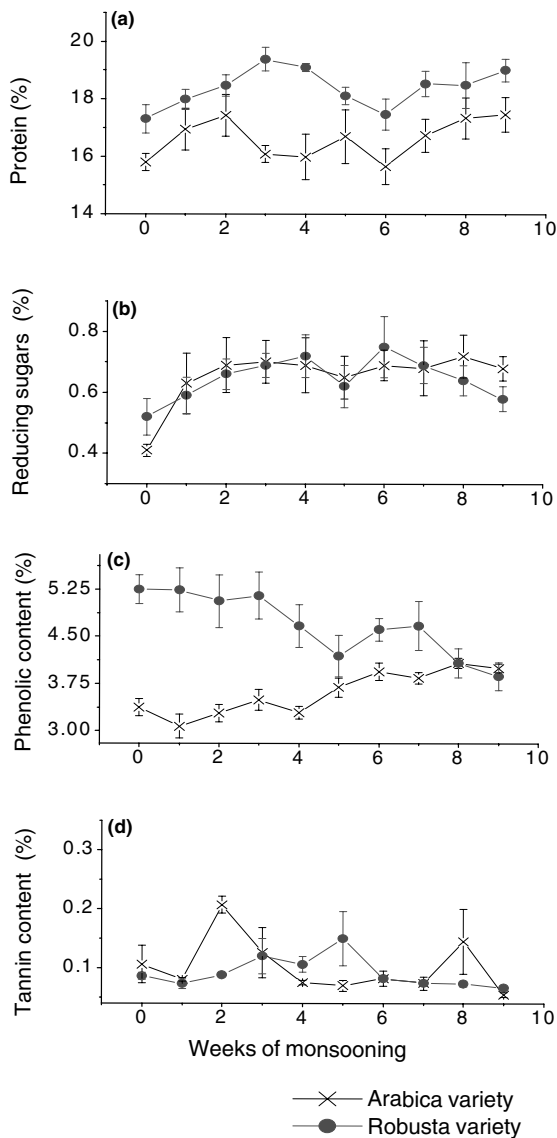 (a)
Protein (%)
20
18
16
14
0 2 4 6 8 10
(b)
Reducing sugars (%)
0.8
0.6
0.4
0 2 4 6 8 10
(c)
Phenolic content (%)
5.25
4.50
3.75
3.00
0 2 4 6 8 10
(d)
Tannin content (%)
0.3
0.2
0.1
0 2 4 6 8 10
Weeks of monsooning
Arabica variety
Robusta variety